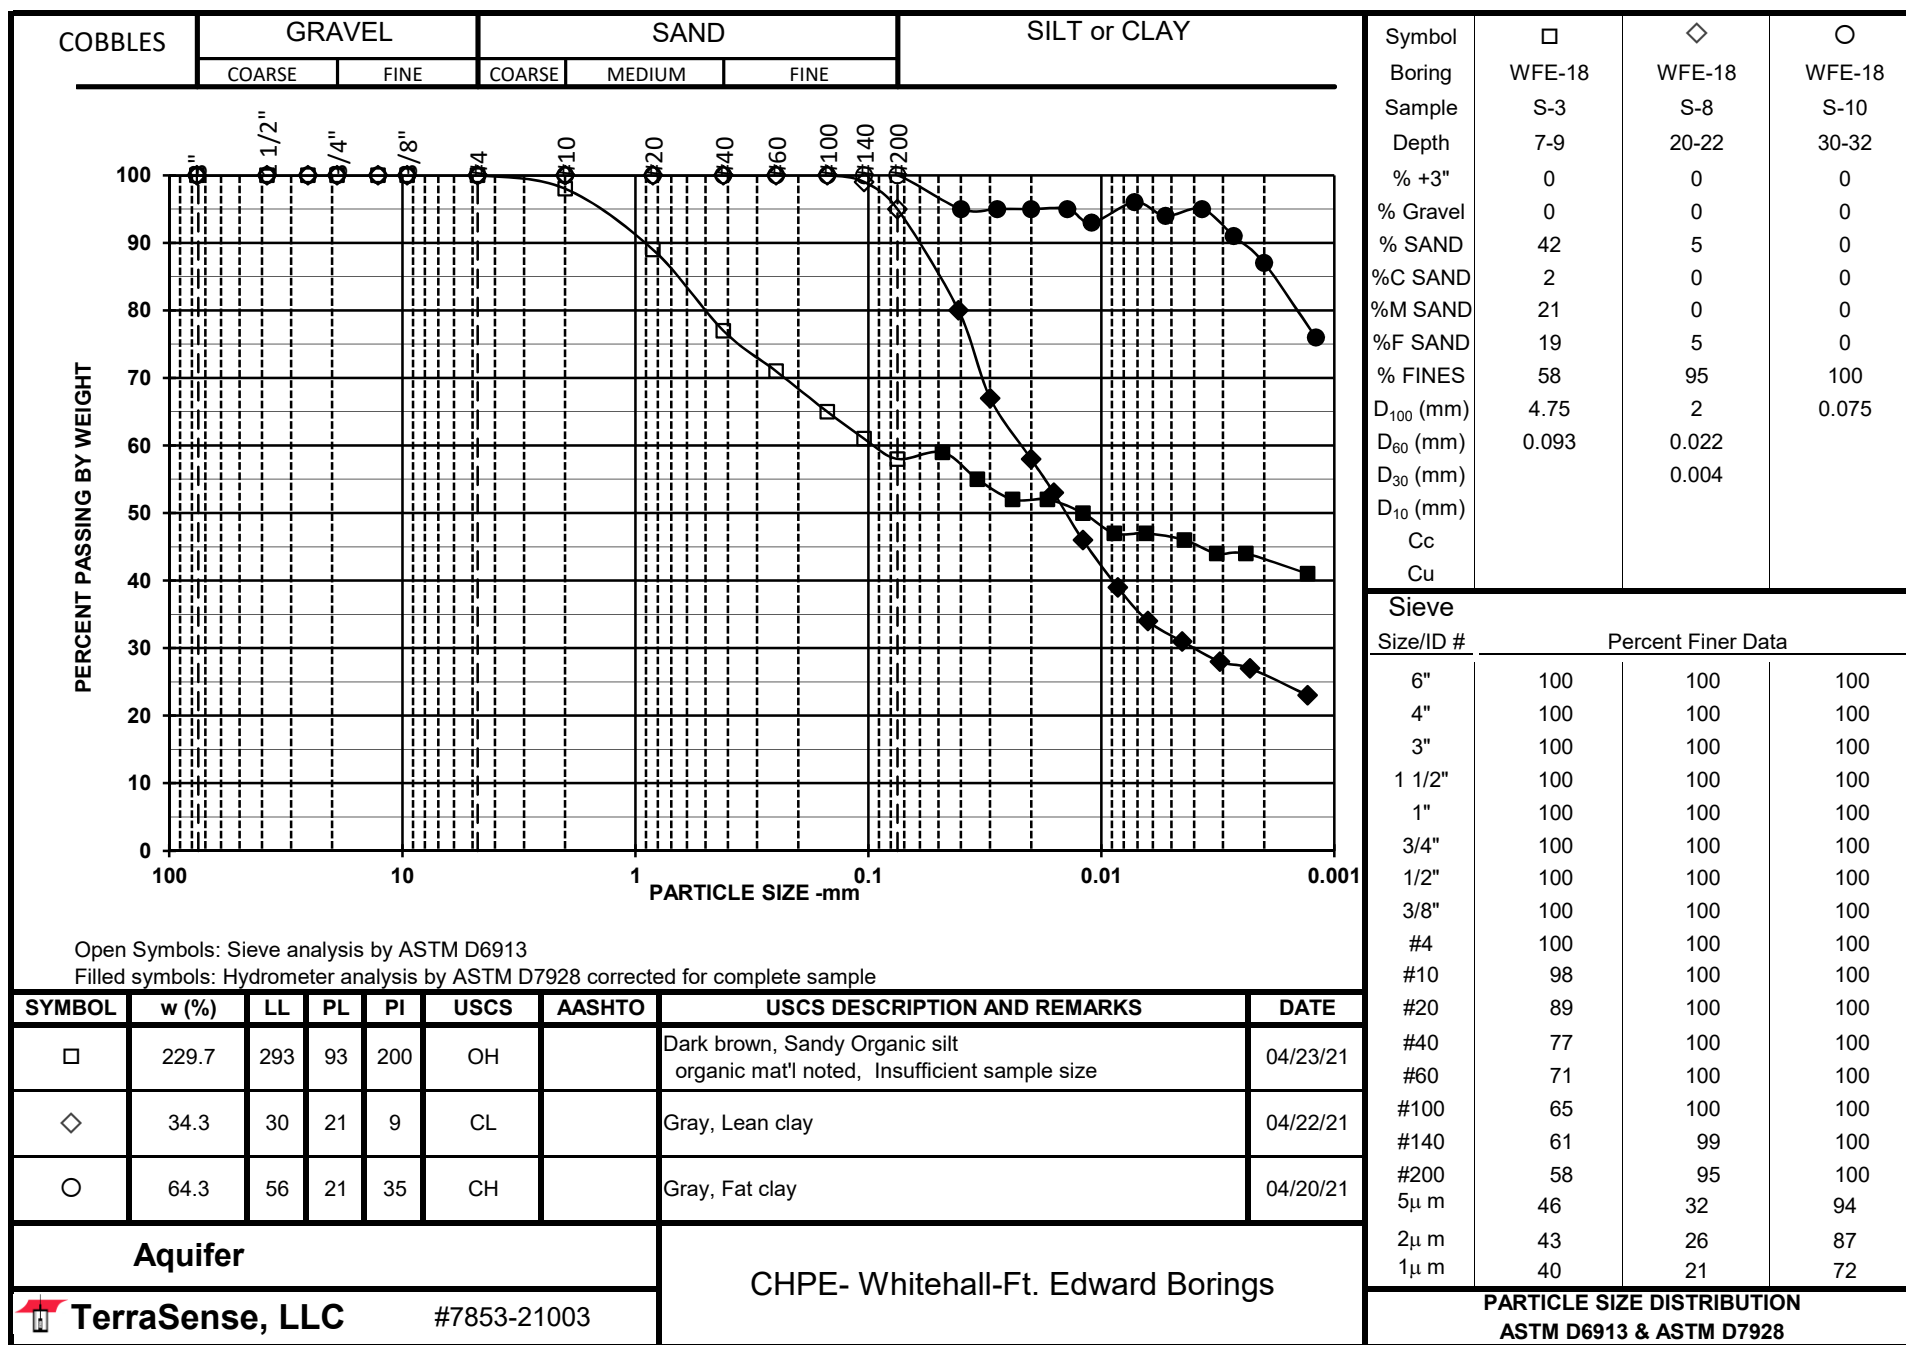 COBBLES GRAVEL SAND SILT or CLAY
COARSE FINE COARSE MEDIUM FINE
1 1/2" 3/4" 3/8" #4 #10 #20 #40 #60 #100 #140 #200
PERCENT PASSING BY WEIGHT
100
90
80
70
60
50
40
30
20
10
0
100 10 1 0.1 0.01 0.001
PARTICLE SIZE -mm
Open Symbols: Sieve analysis by ASTM D6913
Filled symbols: Hydrometer analysis by ASTM D7928 corrected for complete sample
Symbol □ ◇ ○
Boring WFE-18 WFE-18 WFE-18
Sample S-3 S-8 S-10
Depth 7-9 20-22 30-32
% +3" 0 0 0
% Gravel 0 0 0
% SAND 42 5 0
%C SAND 2 0 0
%M SAND 21 0 0
%F SAND 19 5 0
% FINES 58 95 100
D100 (mm) 4.75 2 0.075
D60 (mm) 0.093 0.022
D30 (mm) 0.004
D10 (mm)
Cc
Cu
Sieve
Size/ID # Percent Finer Data
6" 100 100 100
4" 100 100 100
3" 100 100 100
1 1/2" 100 100 100
1" 100 100 100
3/4" 100 100 100
1/2" 100 100 100
3/8" 100 100 100
#4 100 100 100
#10 98 100 100
#20 89 100 100
#40 77 100 100
#60 71 100 100
#100 65 100 100
#140 61 99 100
#200 58 95 100
5µ m 46 32 94
2µ m 43 26 87
1µ m 40 21 72
SYMBOL w (%) LL PL PI USCS AASHTO USCS DESCRIPTION AND REMARKS DATE
□ 229.7 293 93 200 OH Dark brown, Sandy Organic silt 04/23/21
organic mat'l noted, Insufficient sample size
◇ 34.3 30 21 9 CL Gray, Lean clay 04/22/21
○ 64.3 56 21 35 CH Gray, Fat clay 04/20/21
Aquifer
TerraSense, LLC #7853-21003
CHPE- Whitehall-Ft. Edward Borings
PARTICLE SIZE DISTRIBUTION
ASTM D6913 & ASTM D7928